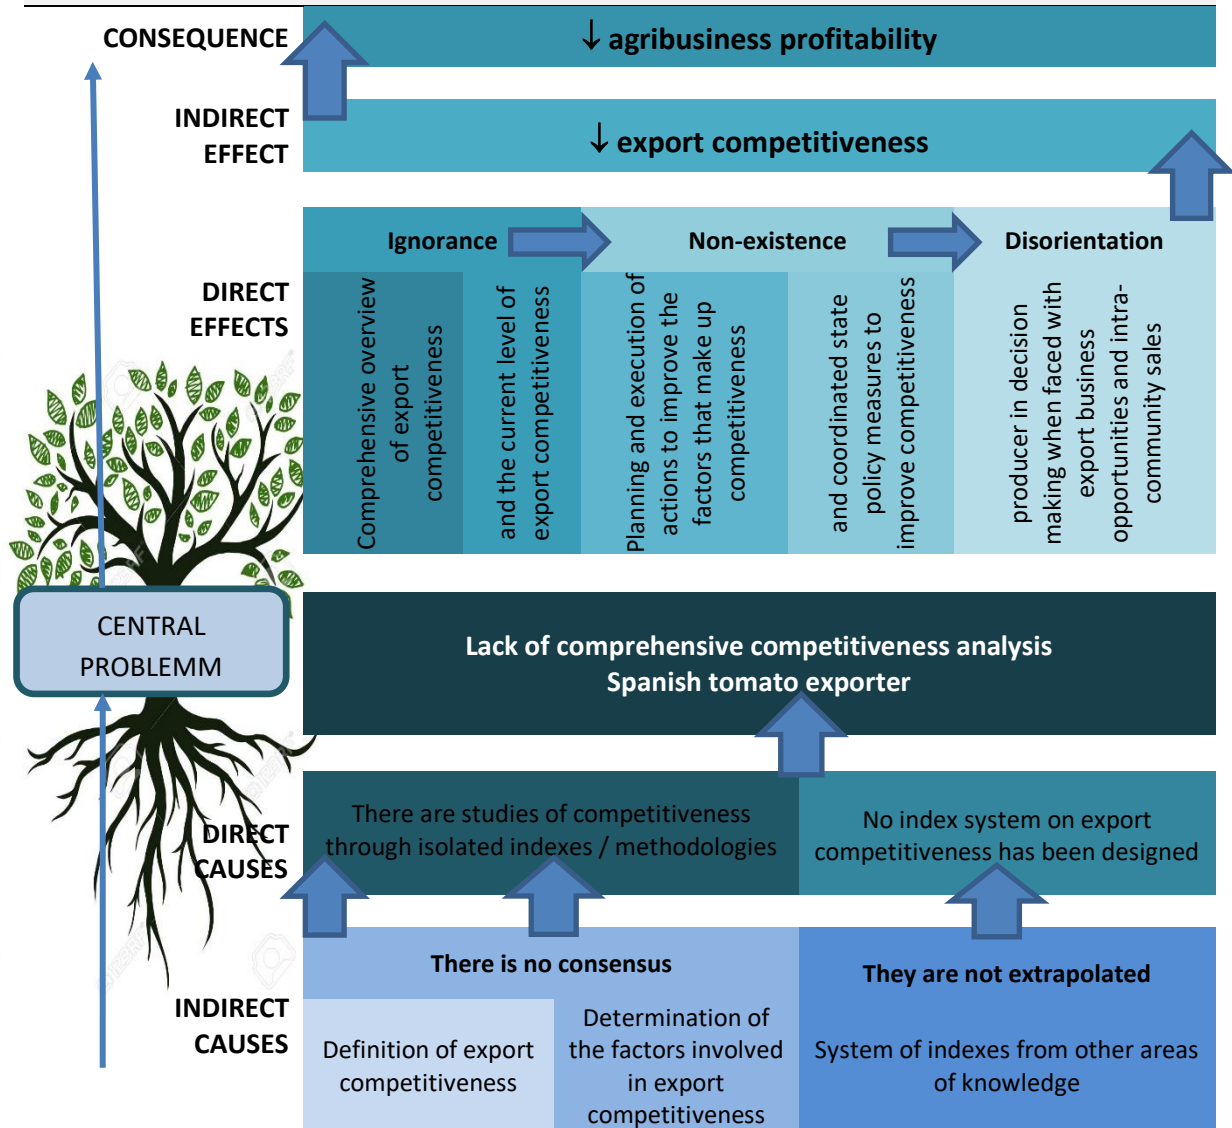 CONSEQUENCE
↓ agribusiness profitability
INDIRECT
EFFECT
↓ export competitiveness
DIRECT
EFFECTS
Ignorance
Non-existence
Disorientation
Comprehensive overview
of export
competitiveness
and the current level of
export competitiveness
Planning and execution of
actions to improve the
factors that make up
competitiveness
and coordinated state
policy measures to
improve competitiveness
producer in decision
making when faced with
export business
opportunities and intra-
community sales
CENTRAL
PROBLEMM
Lack of comprehensive competitiveness analysis
Spanish tomato exporter
DIRECT
CAUSES
There are studies of competitiveness
through isolated indexes / methodologies
No index system on export
competitiveness has been designed
INDIRECT
CAUSES
There is no consensus
Definition of export
competitiveness
Determination of
the factors involved
in export
competitiveness
They are not extrapolated
System of indexes from other areas
of knowledge